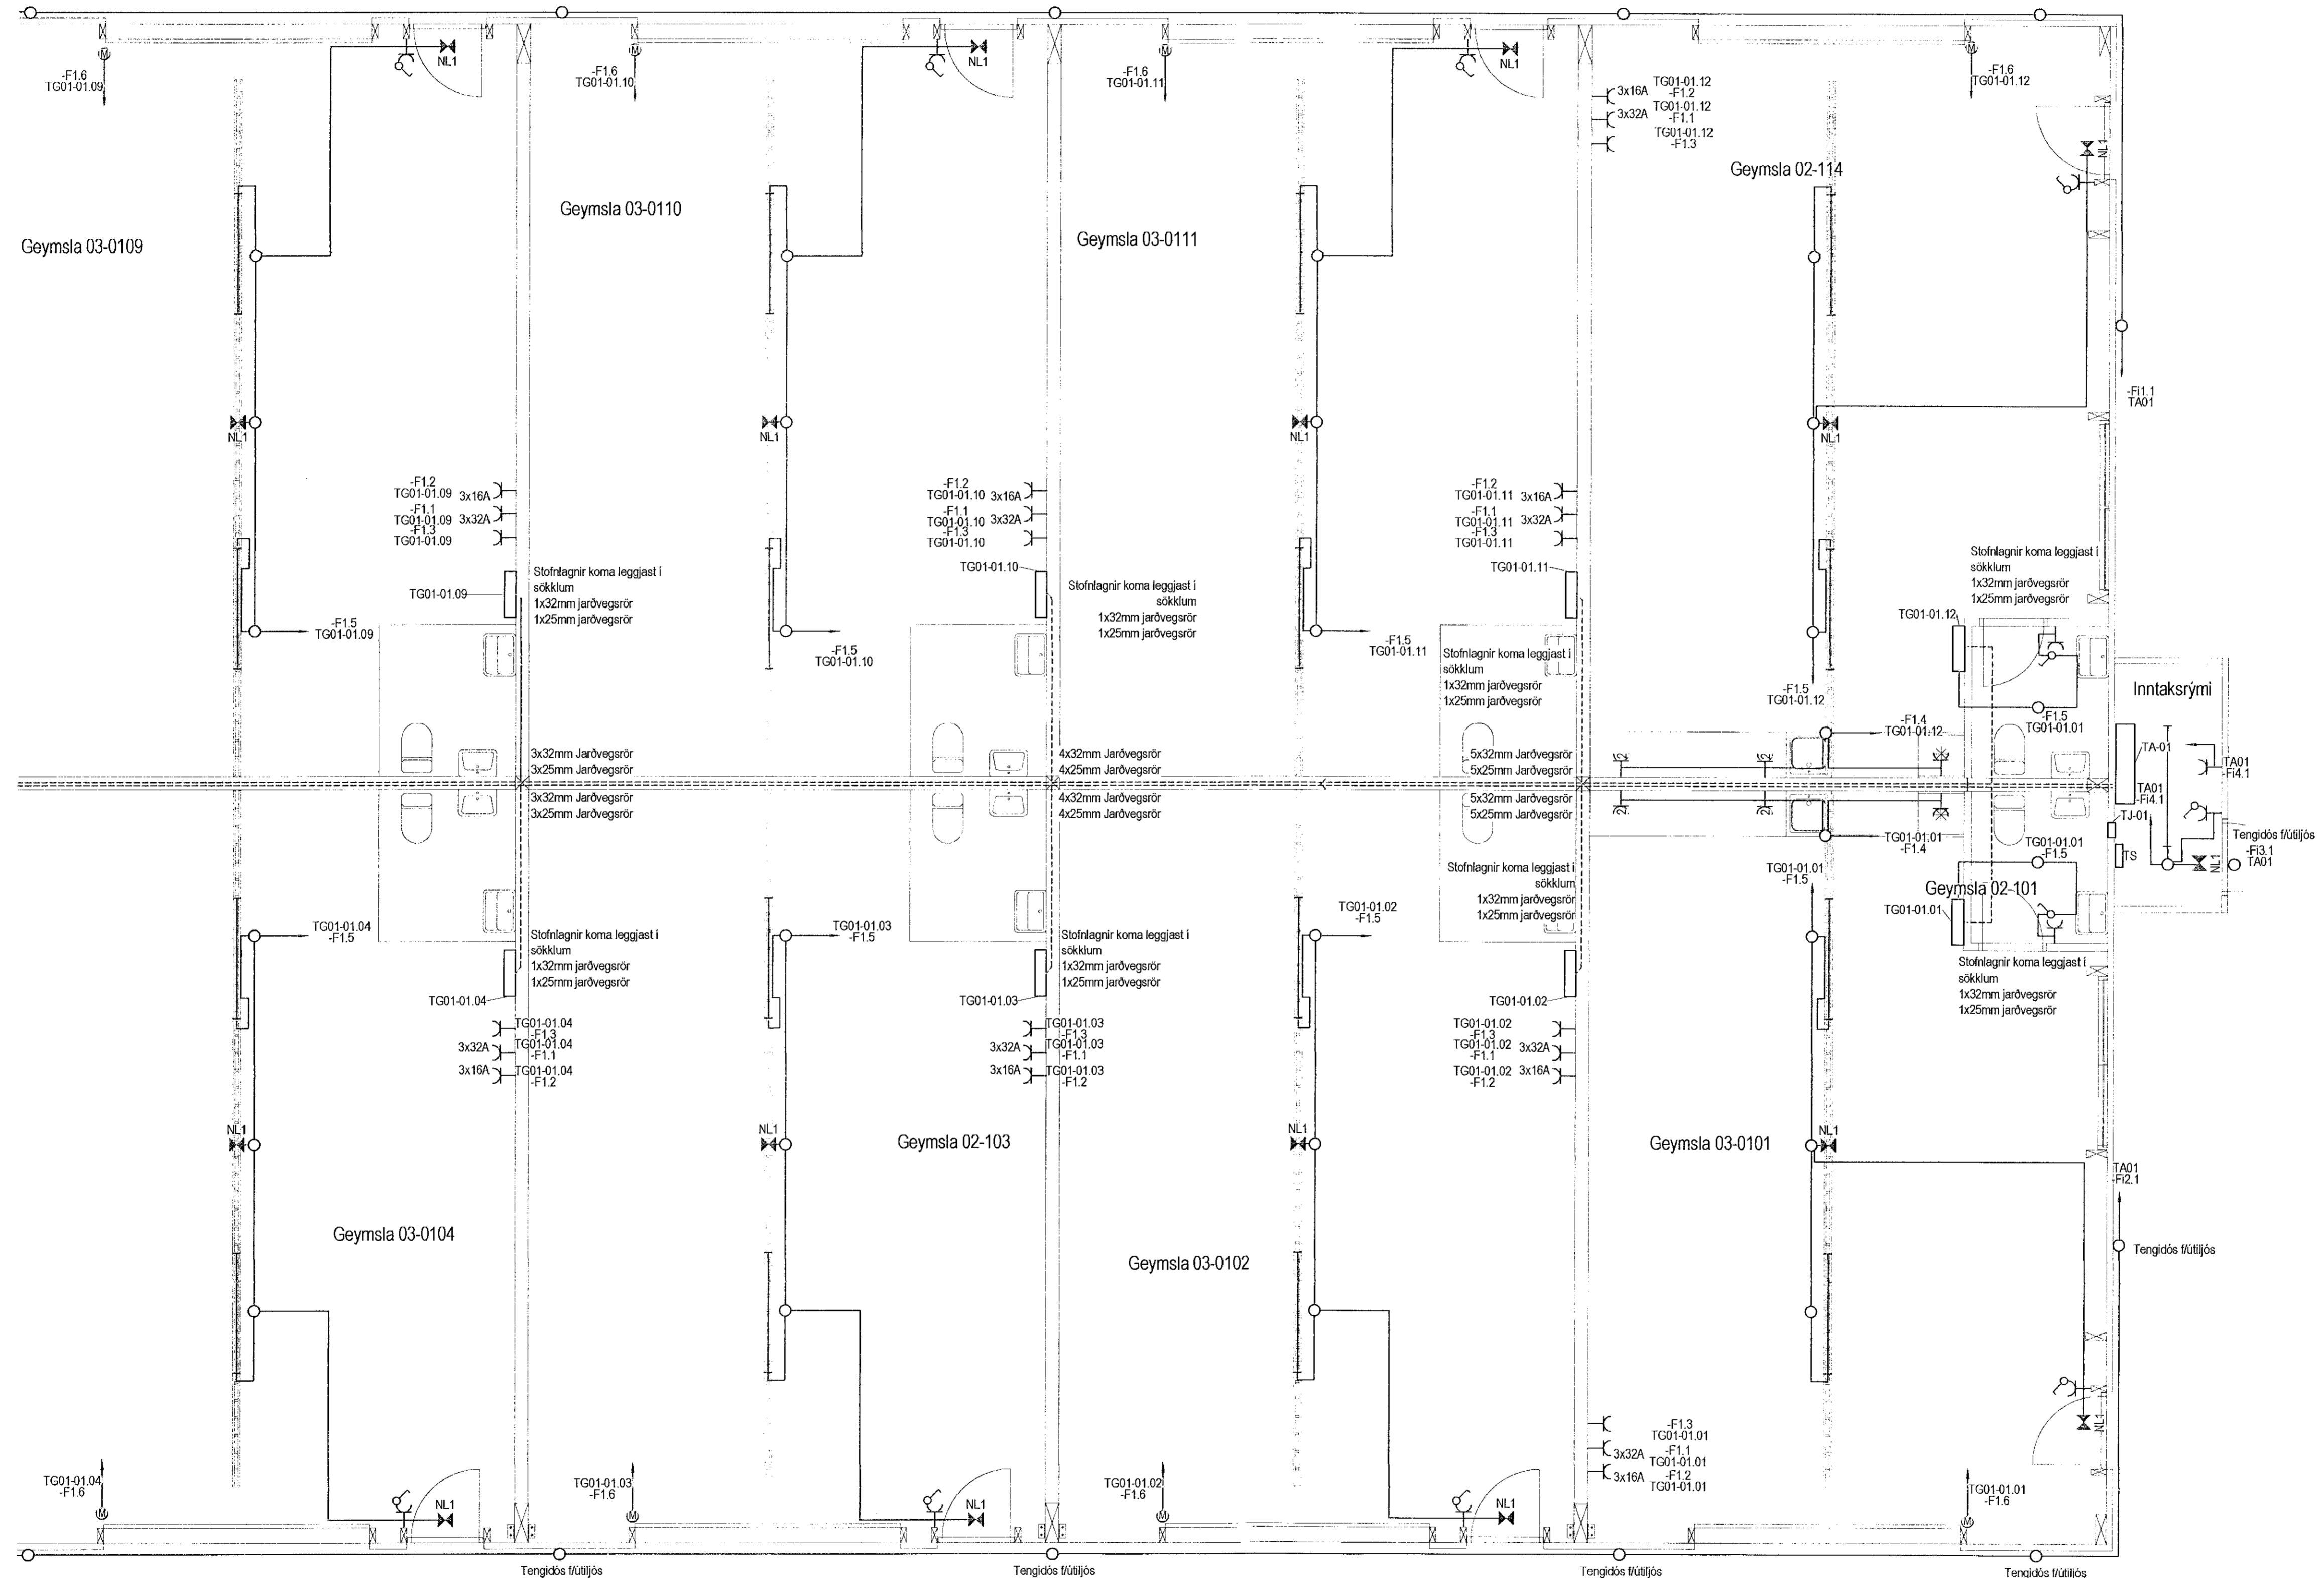 -F1.6
TG01-01.09
M
NL1
-F1.6
TG01-01.10
M
NL1
-F1.6
TG01-01.11
M
NL1
3x16A
TG01-01.12
-F1.2
3x32A
TG01-01.12
-F1.1
TG01-01.12
-F1.3
-F1.6
TG01-01.12
M
NL1
Geymsla 03-0109
Geymsla 03-0110
Geymsla 03-0111
Geymsla 02-114
-Fi1.1
TA01
NL1
NL1
NL1
NL1
-F1.2
TG01-01.09
3x16A
-F1.1
TG01-01.09
3x32A
-F1.3
TG01-01.09
-F1.2
TG01-01.10
3x16A
-F1.1
TG01-01.10
3x32A
-F1.3
TG01-01.10
-F1.2
TG01-01.11
3x16A
-F1.1
TG01-01.11
3x32A
-F1.3
TG01-01.11
TG01-01.09
Stofnlagnir koma leggjast í
sökklum
1x32mm jarðvegsrör
1x25mm jarðvegsrör
TG01-01.10
Stofnlagnir koma leggjast í
sökklum
1x32mm jarðvegsrör
1x25mm jarðvegsrör
TG01-01.11
Stofnlagnir koma leggjast í
sökklum
1x32mm jarðvegsrör
1x25mm jarðvegsrör
Stofnlagnir koma leggjast í
sökklum
1x32mm jarðvegsrör
1x25mm jarðvegsrör
TG01-01.12
-F1.5
TG01-01.09
-F1.5
TG01-01.10
-F1.5
TG01-01.11
-F1.5
TG01-01.12
-F1.4
TG01-01.12
-F1.5
TG01-01.01
Inntaksrými
TA-01
TA01
-Fi4.1
TA01
-Fi4.1
TJ-01
TS
NL1
Tengidós f/útiljós
-Fi3.1
TA01
3x32mm Jarðvegsrör
3x25mm Jarðvegsrör
4x32mm Jarðvegsrör
4x25mm Jarðvegsrör
5x32mm Jarðvegsrör
5x25mm Jarðvegsrör
3x32mm Jarðvegsrör
3x25mm Jarðvegsrör
4x32mm Jarðvegsrör
4x25mm Jarðvegsrör
5x32mm Jarðvegsrör
5x25mm Jarðvegsrör
TG01-01.01
-F1.4
TG01-01.01
-F1.5
TG01-01.01
-F1.5
Geymsla 02-101
TG01-01.01
Stofnlagnir koma leggjast í
sökklum
1x32mm jarðvegsrör
1x25mm jarðvegsrör
TG01-01.04
-F1.5
TG01-01.03
-F1.5
TG01-01.02
-F1.5
Stofnlagnir koma leggjast í
sökklum
1x32mm jarðvegsrör
1x25mm jarðvegsrör
Stofnlagnir koma leggjast í
sökklum
1x32mm jarðvegsrör
1x25mm jarðvegsrör
Stofnlagnir koma leggjast í
sökklum
1x32mm jarðvegsrör
1x25mm jarðvegsrör
TG01-01.04
TG01-01.03
TG01-01.02
TG01-01.04
-F1.3
3x32A
TG01-01.04
-F1.1
3x16A
TG01-01.04
-F1.2
TG01-01.03
-F1.3
3x32A
TG01-01.03
-F1.1
3x16A
TG01-01.03
-F1.2
TG01-01.02
-F1.3
TG01-01.02
3x32A
-F1.1
TG01-01.02
3x16A
-F1.2
NL1
NL1
NL1
NL1
Geymsla 02-103
Geymsla 03-0101
Geymsla 03-0104
Geymsla 03-0102
TA01
-Fi2.1
Tengidós f/útiljós
-F1.3
TG01-01.01
3x32A
-F1.1
TG01-01.01
3x16A
-F1.2
TG01-01.01
NL1
TG01-01.04
-F1.6
M
NL1
TG01-01.03
-F1.6
M
NL1
TG01-01.02
-F1.6
M
NL1
TG01-01.01
-F1.6
M
Tengidós f/útiljós
Tengidós f/útiljós
Tengidós f/útiljós
Tengidós f/útiljós